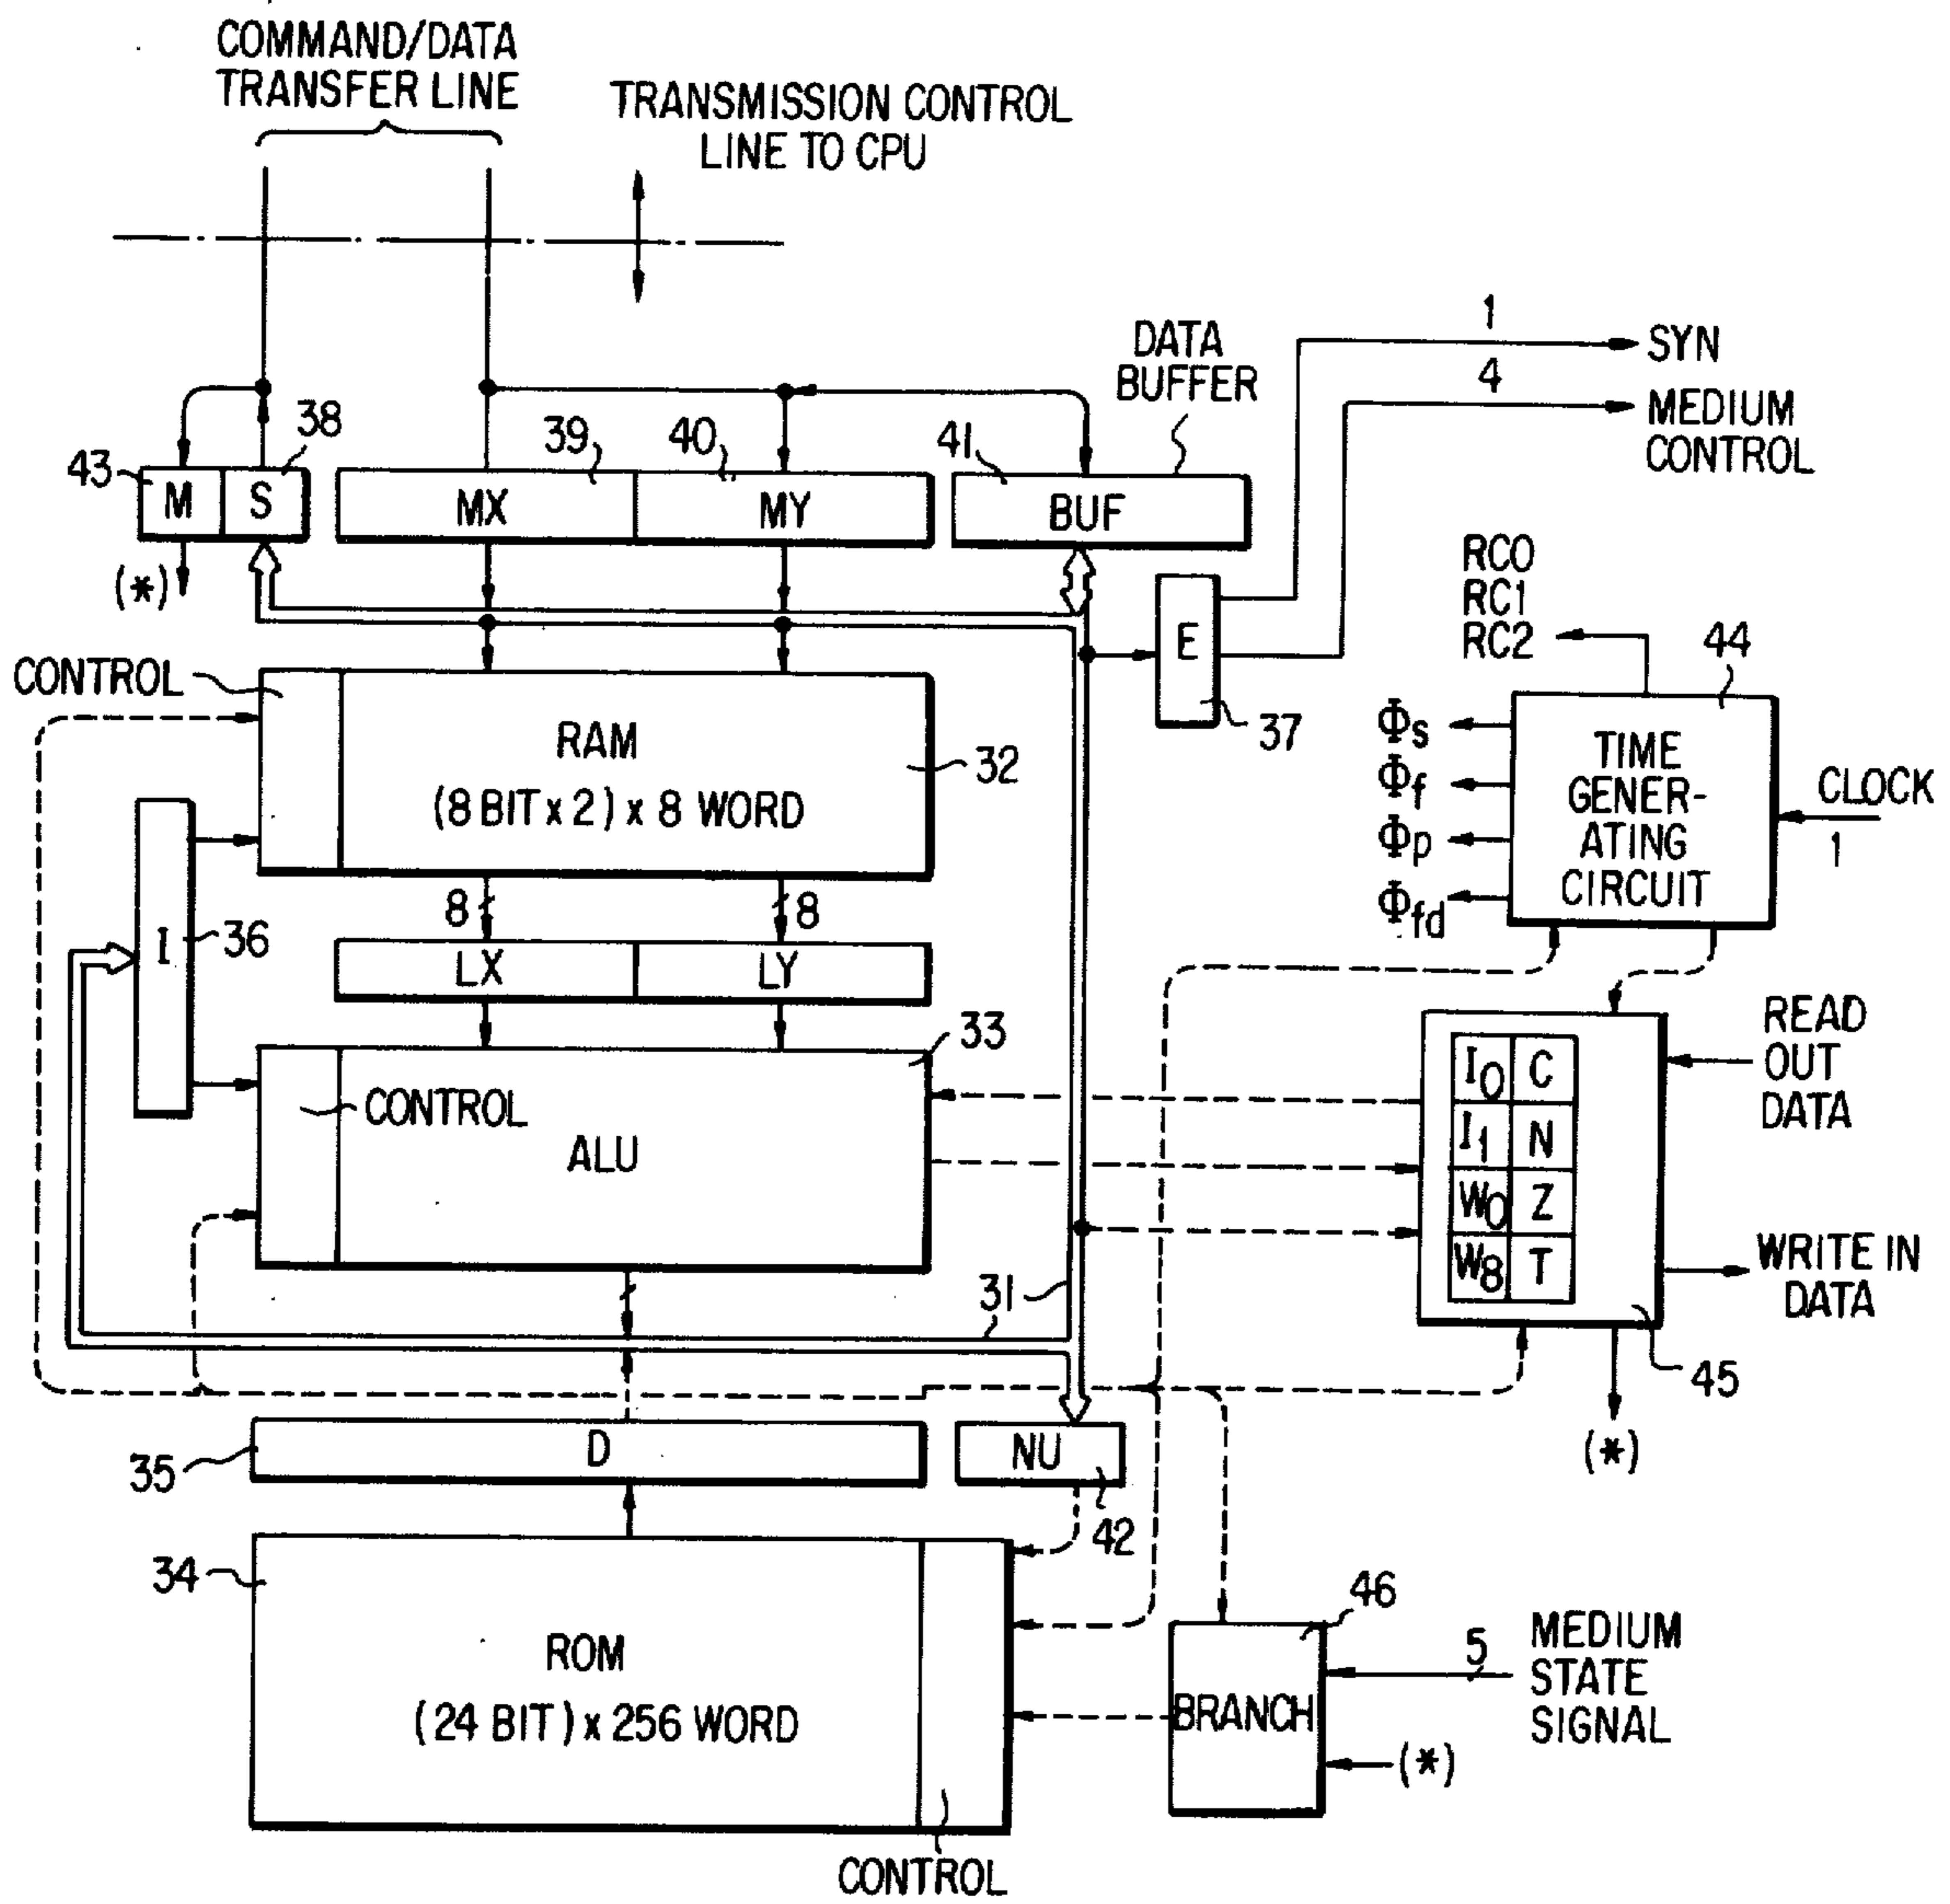 COMMAND/DATA
TRANSFER LINE
TRANSMISSION CONTROL
LINE TO CPU
1
SYN
4
MEDIUM
CONTROL
DATA
BUFFER
43
38
39
40
41
M
S
MX
MY
BUF
(*)
E
37
RC0
RC1
RC2
44
CONTROL
RAM
(8 BIT x 2) x 8 WORD
32
Φs
Φf
Φp
Φfd
TIME
GENER-
ATING
CIRCUIT
CLOCK
1
I
36
8
8
LX
LY
33
CONTROL
ALU
READ
OUT
DATA
I0
C
I1
N
W0
Z
W8
T
WRITE IN
DATA
31
31
45
(*)
35
D
NU
42
34
ROM
(24 BIT) x 256 WORD
46
BRANCH
5
MEDIUM
STATE
SIGNAL
(*)
CONTROL